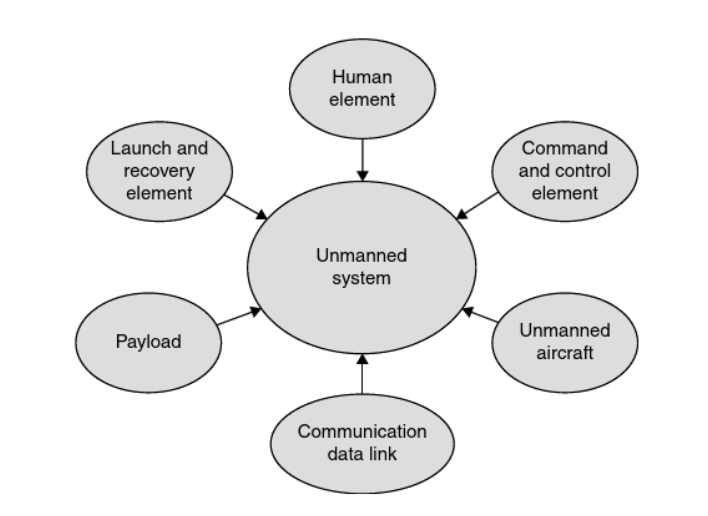 Human
element
Launch and
recovery
element
Command
and control
element
Unmanned
system
Payload
Unmanned
aircraft
Communication
data link